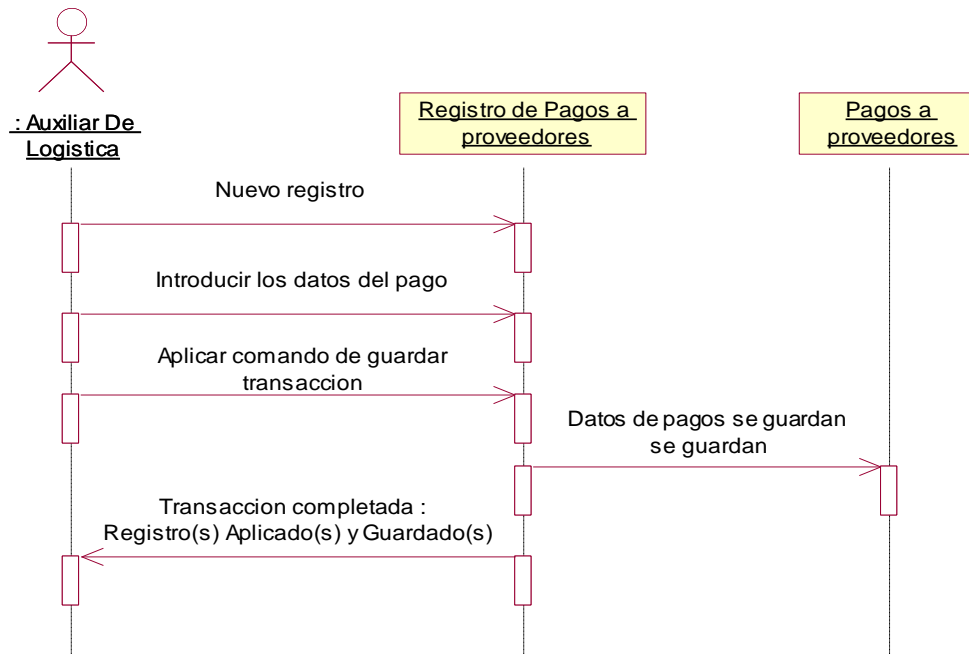 : Auxiliar De
Logistica
Registro de Pagos a
proveedores
Pagos a
proveedores
Nuevo registro
Introducir los datos del pago
Aplicar comando de guardar
transaccion
Datos de pagos se guardan
se guardan
Transaccion completada :
Registro(s) Aplicado(s) y Guardado(s)